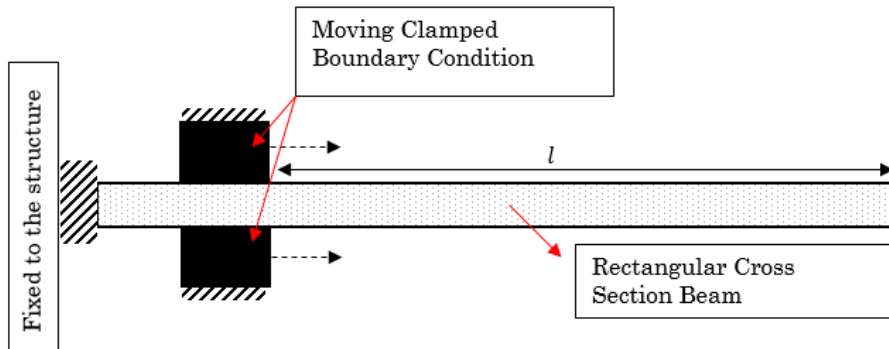 Moving Clamped
Boundary Condition
Fixed to the structure
l
Rectangular Cross
Section Beam